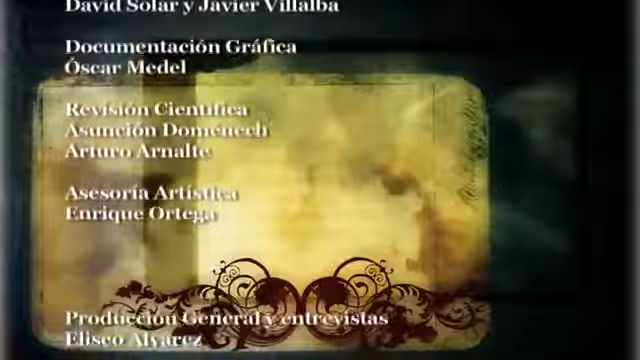 David Solar y Javier Villalba
Documentación Gráfica
Óscar Medel
Revisión Científica
Asunción Doménech
Arturo Arnalte
Asesoría Artística
Enrique Ortega
Producción General y entrevistas
Eliseo Álvarez